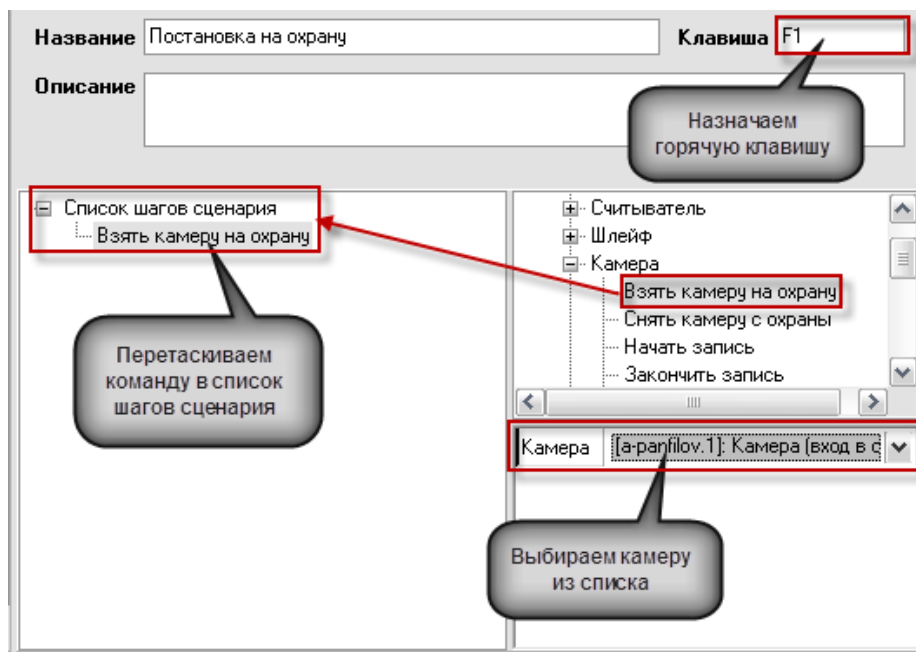 Название Постановка на охрану Клавиша F1
Описание
Назначаем
горячую клавишу
Список шагов сценария
Взять камеру на охрану
Считыватель
Шлейф
Камера
Взять камеру на охрану
Снять камеру с охраны
Начать запись
Закончить запись
Перетаскиваем
команду в список
шагов сценария
Камера [a-panfilov.1]: Камера (вход в с
Выбираем камеру
из списка